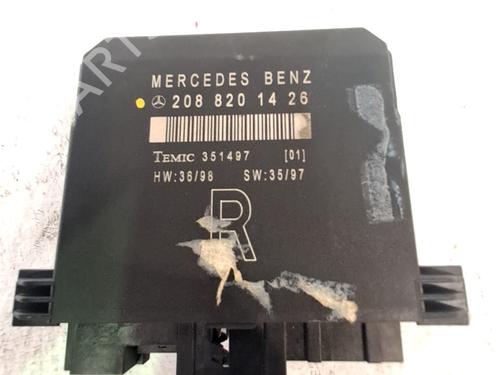 MERCEDES BENZ
208 820 14 26
TEMIC 351497 [01]
HW:36/98 SW:35/97
R